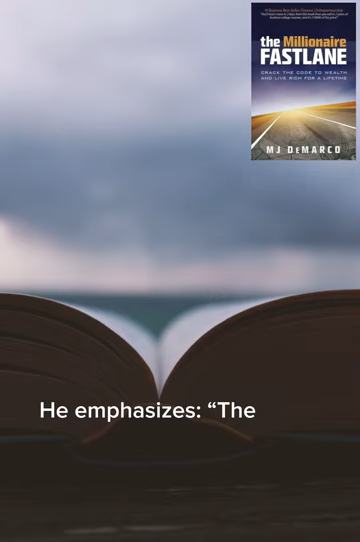 the Millionaire
FASTLANE
CRACK THE CODE TO WEALTH
AND LIVE RICH FOR A LIFETIME
MJ DEMARCO
He emphasizes: “The